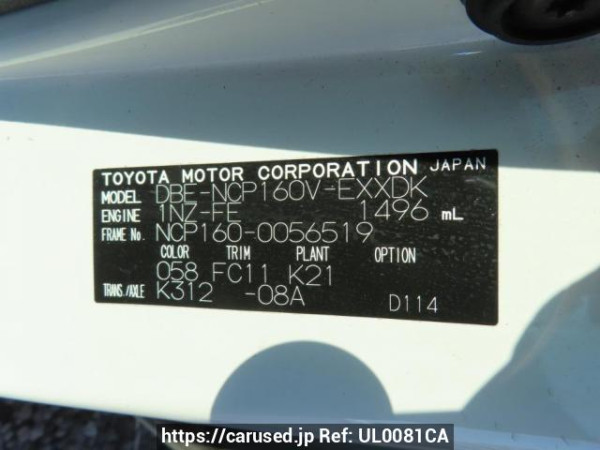 TOYOTA MOTOR CORPORATION JAPAN
MODEL DBE-NCP160V-EXXDK
ENGINE 1NZ-FE 1496 mL
FRAME No. NCP160-0056519
COLOR TRIM PLANT OPTION
058 FC11 K21
TRANS./AXLE K312 -08A
D114
https://carused.jp Ref: UL0081CA